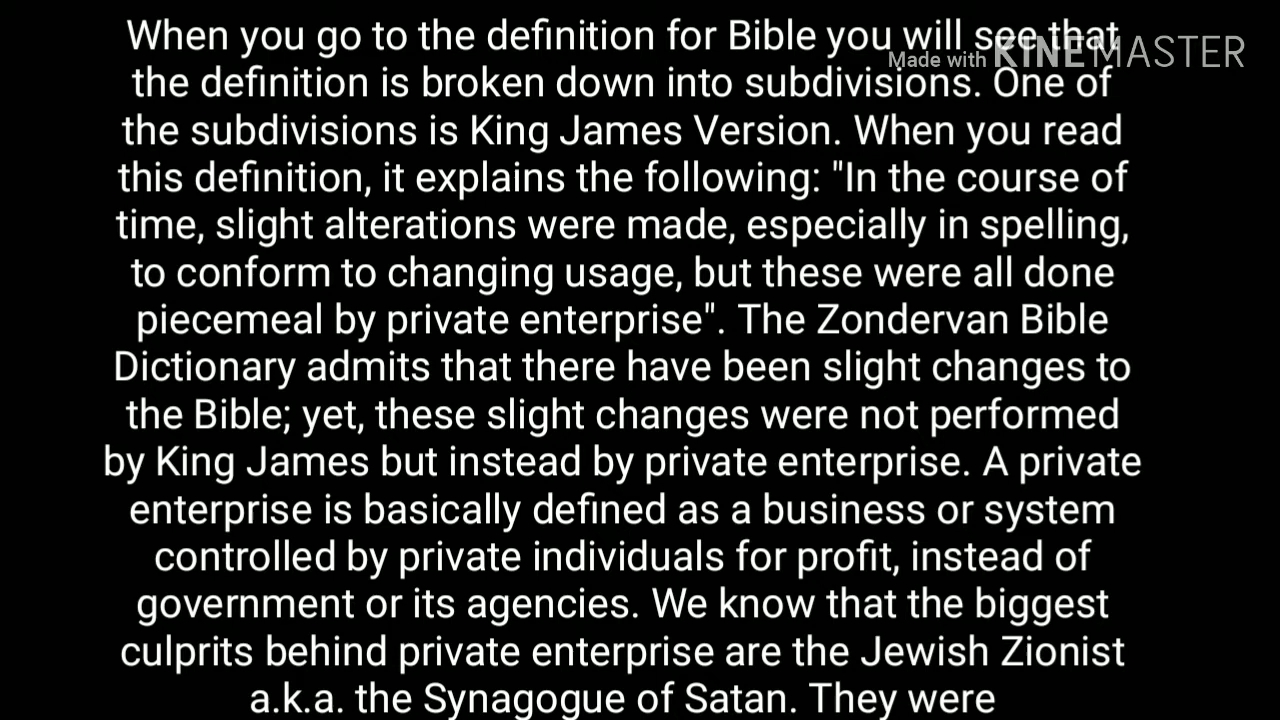 When you go to the definition for Bible you will see that
Made with KINEMASTER
the definition is broken down into subdivisions. One of
the subdivisions is King James Version. When you read
this definition, it explains the following: "In the course of
time, slight alterations were made, especially in spelling,
to conform to changing usage, but these were all done
piecemeal by private enterprise". The Zondervan Bible
Dictionary admits that there have been slight changes to
the Bible; yet, these slight changes were not performed
by King James but instead by private enterprise. A private
enterprise is basically defined as a business or system
controlled by private individuals for profit, instead of
government or its agencies. We know that the biggest
culprits behind private enterprise are the Jewish Zionist
a.k.a. the Synagogue of Satan. They were